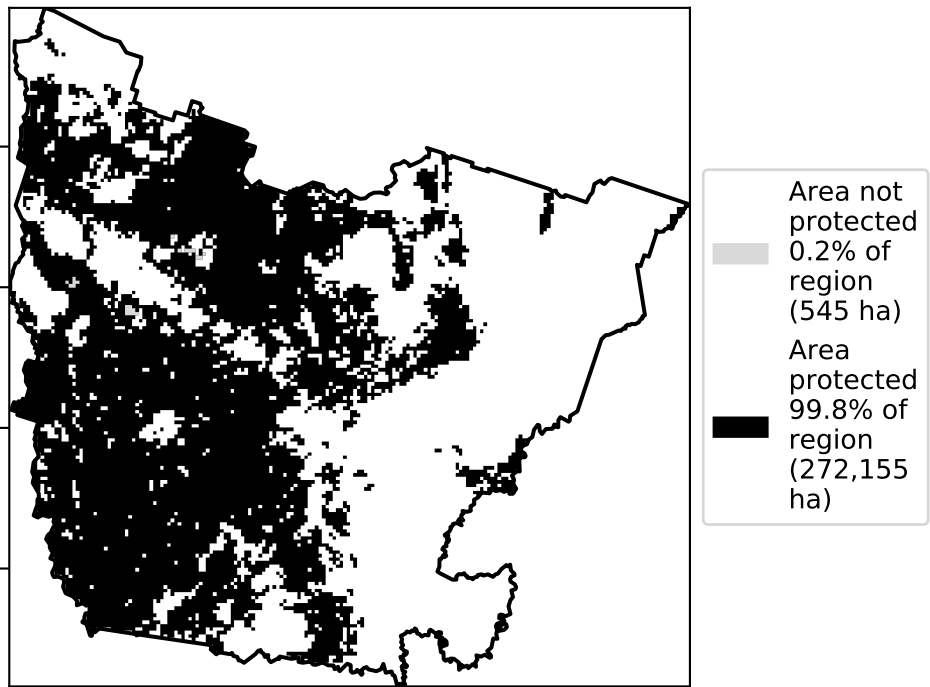 Area not
protected
0.2% of
region
(545 ha)
Area
protected
99.8% of
region
(272,155
ha)